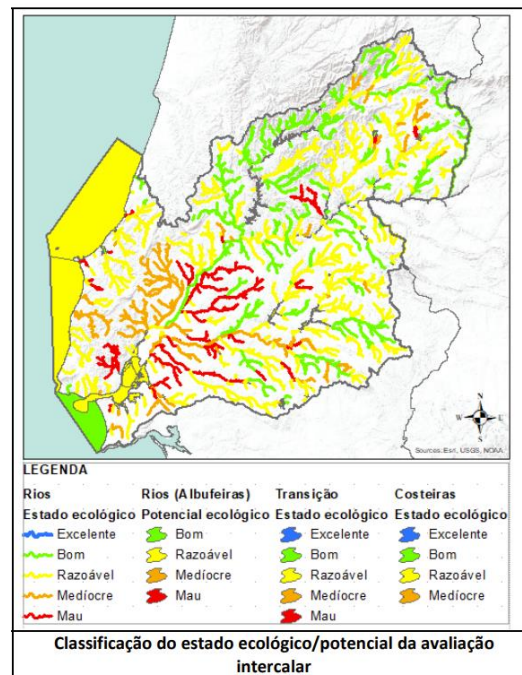 N
W E
S
Sources: Esri, USGS, NOAA
LEGENDA
Rios Rios (Albufeiras) Transição Costeiras
Estado ecológico Potencial ecológico Estado ecológico Estado ecológico
Excelente Bom Excelente Excelente
Bom Razoável Bom Bom
Razoável Medíocre Razoável Razoável
Medíocre Mau Medíocre Medíocre
Mau Mau
Classificação do estado ecológico/potencial da avaliação
intercalar